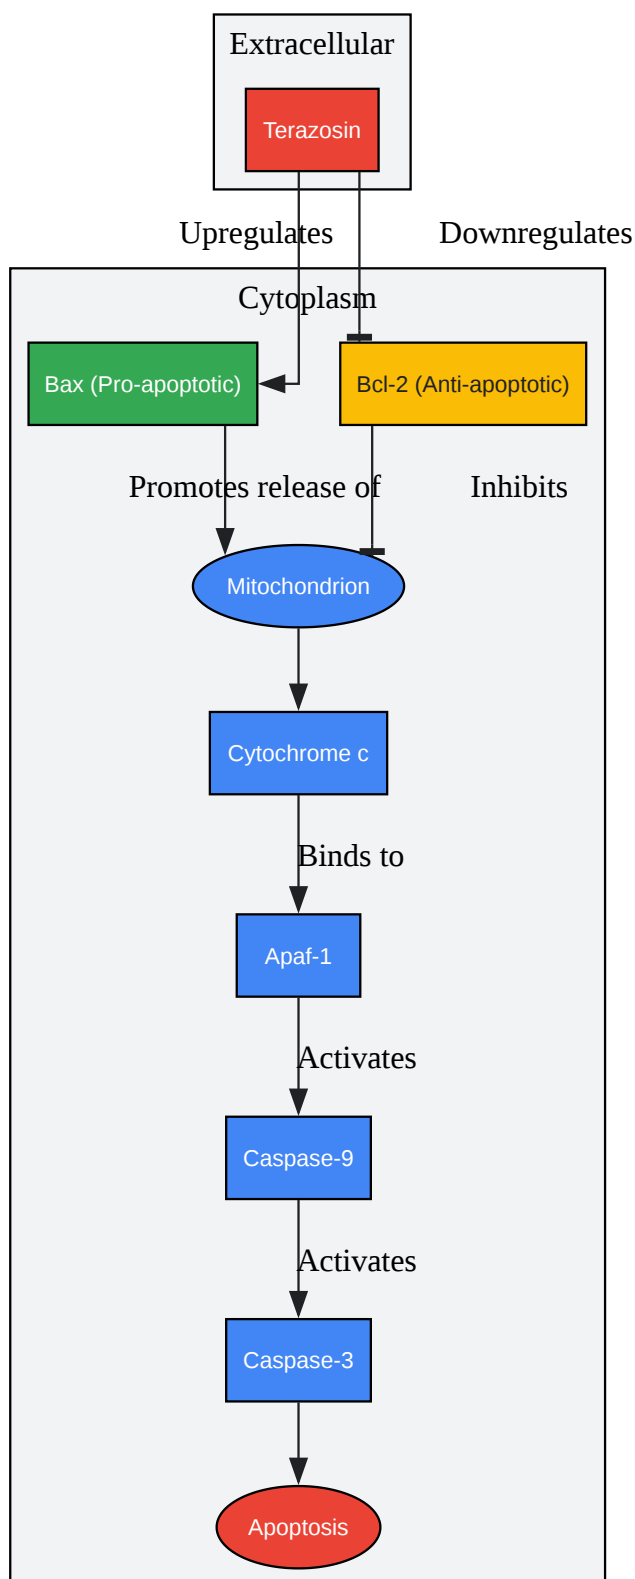 Extracellular
Terazosin
Upregulates
Downregulates
Cytoplasm
Bax (Pro-apoptotic)
Bcl-2 (Anti-apoptotic)
Promotes release of
Inhibits
Mitochondrion
Cytochrome c
Binds to
Apaf-1
Activates
Caspase-9
Activates
Caspase-3
Apoptosis